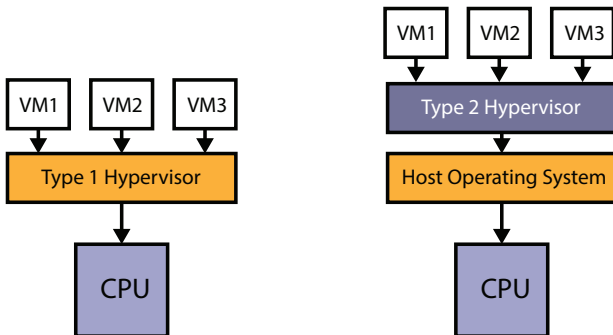 VM1
VM2
VM3
Type 1 Hypervisor
CPU
VM1
VM2
VM3
Type 2 Hypervisor
Host Operating System
CPU